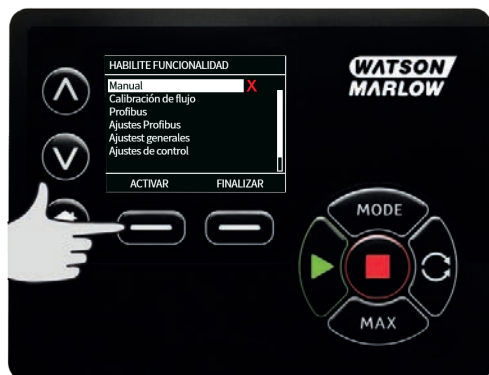 HABILITE FUNCIONALIDAD
Manual X
Calibración de flujo
Profibus
Ajustes Profibus
Ajustest generales
Ajustes de control
ACTIVAR FINALIZAR
WATSON
MARLOW
MODE
MAX